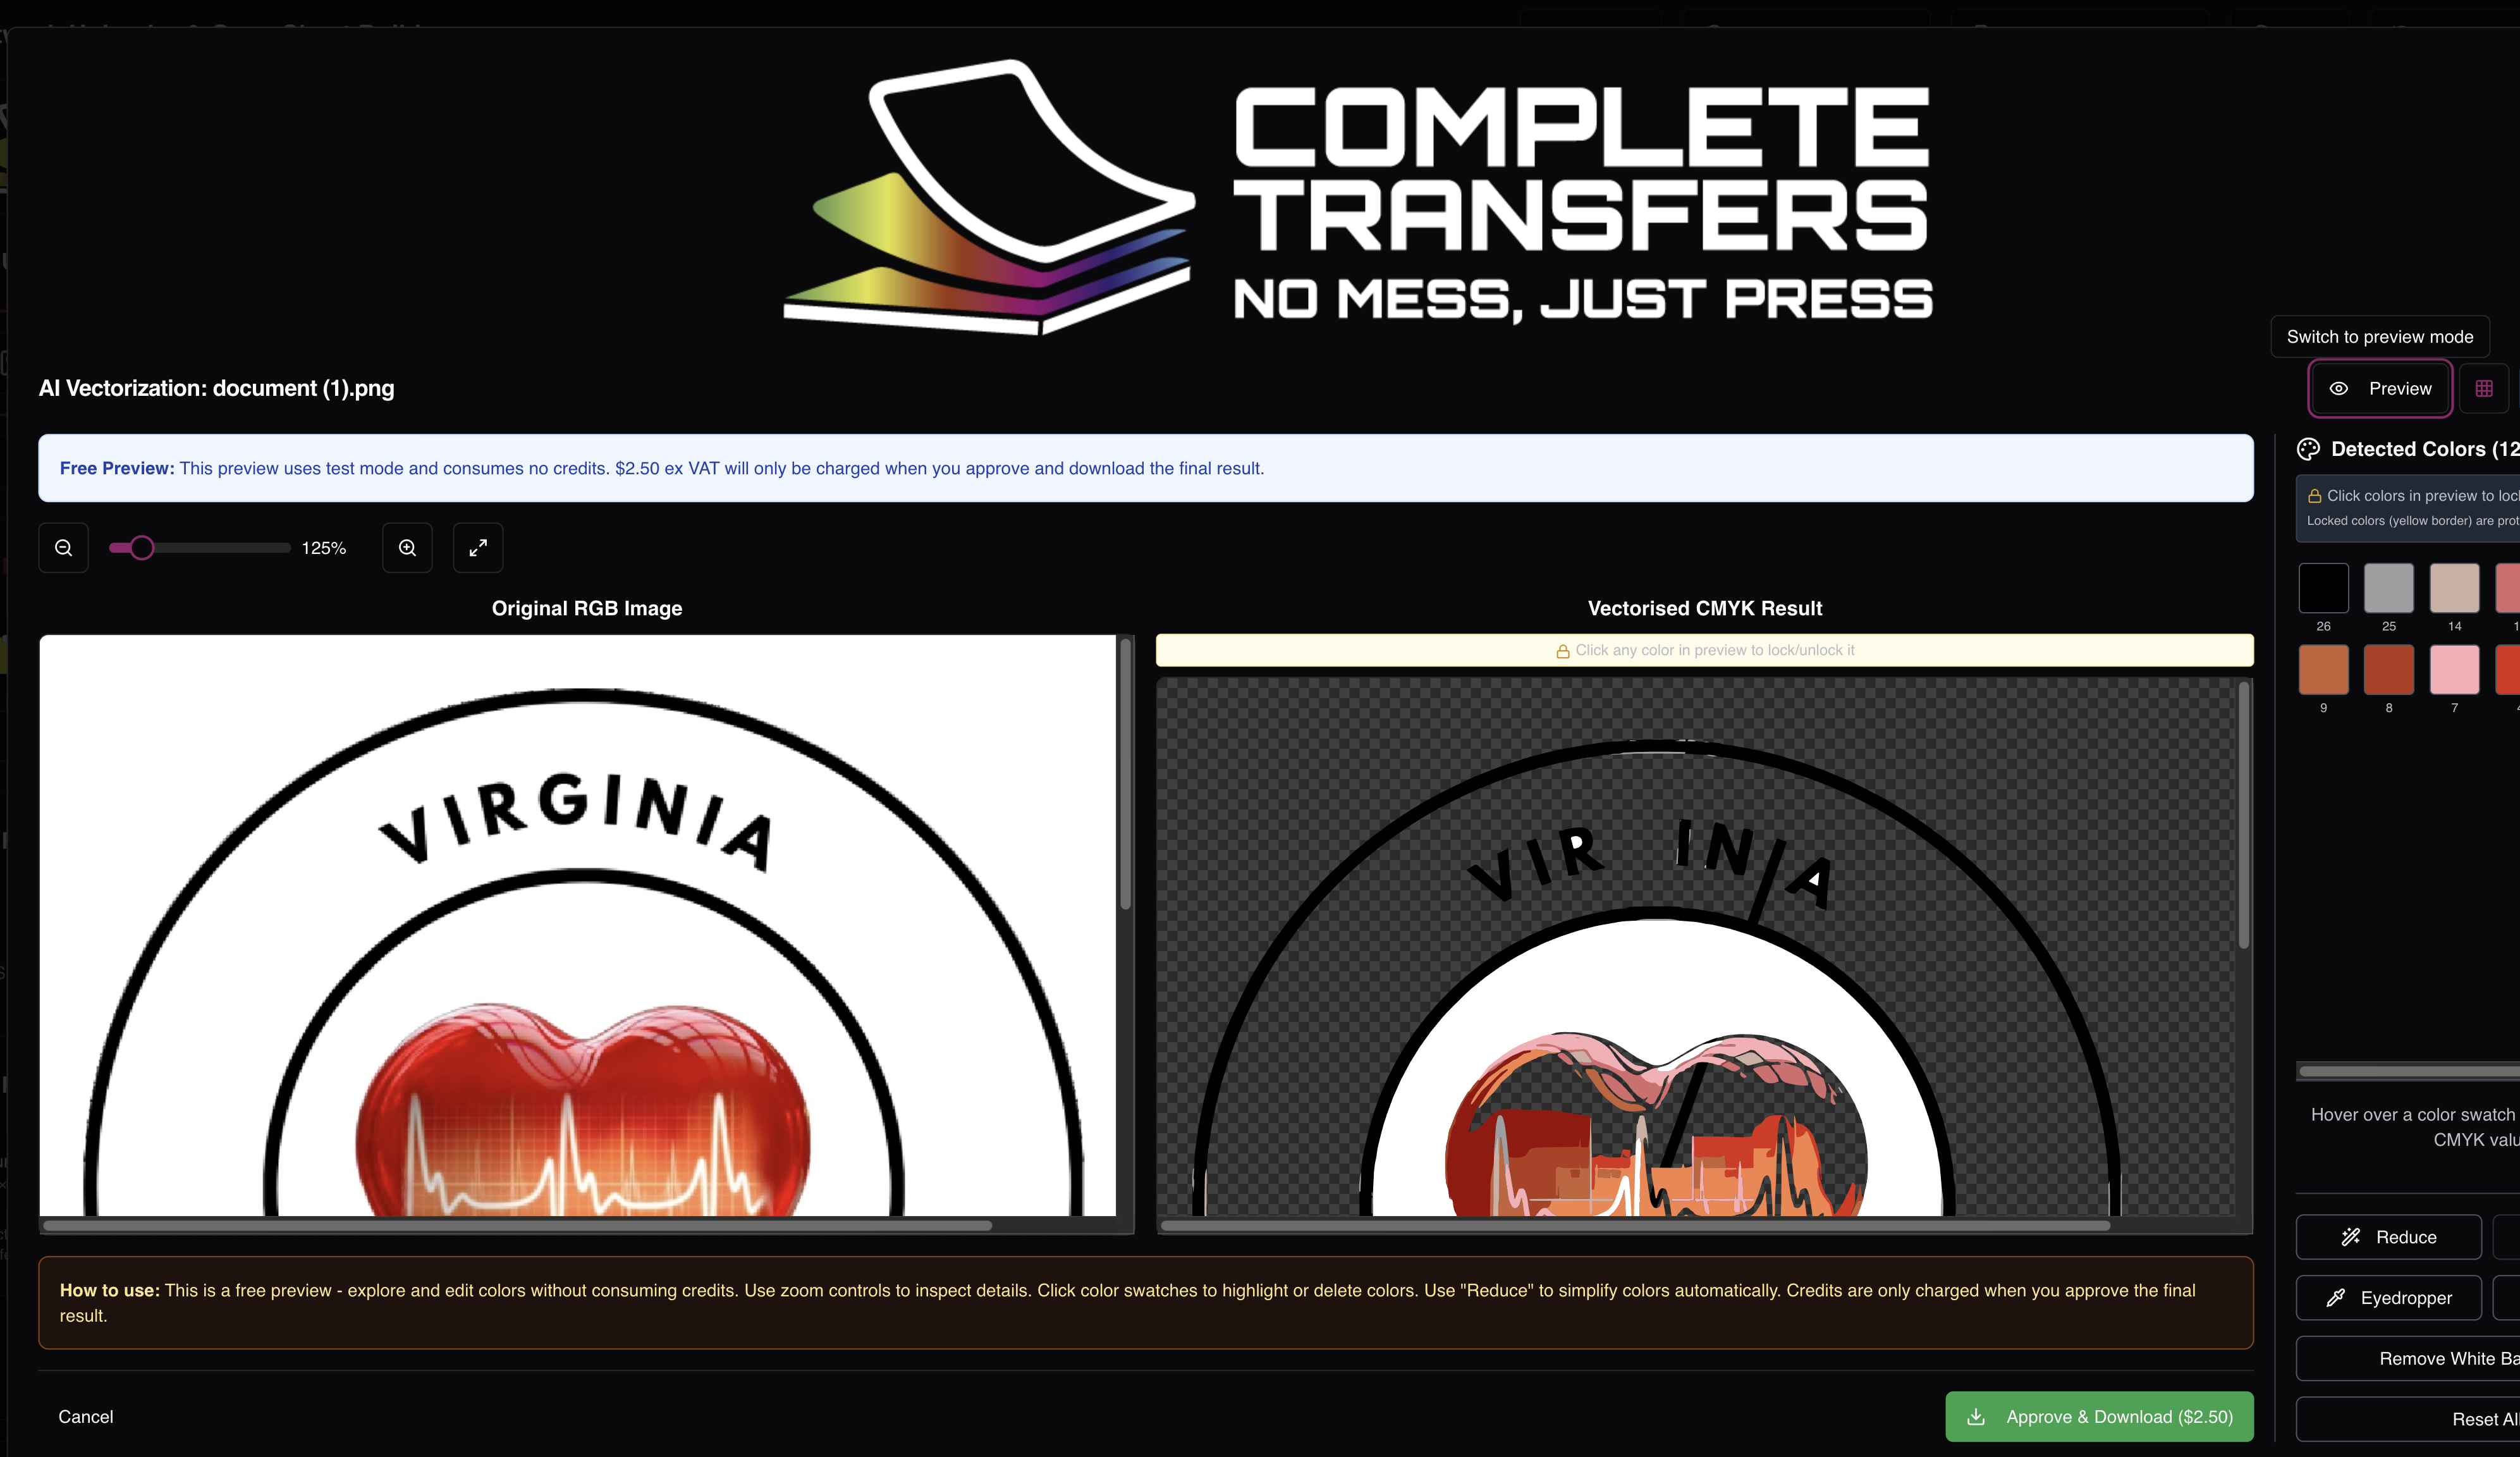 COMPLETE
TRANSFERS
NO MESS, JUST PRESS
Switch to preview mode
AI Vectorization: document (1).png
Preview
Free Preview: This preview uses test mode and consumes no credits. $2.50 ex VAT will only be charged when you approve and download the final result.
Detected Colors (12
Click colors in preview to loc
Locked colors (yellow border) are prot
125%
Original RGB Image
Vectorised CMYK Result
Click any color in preview to lock/unlock it
26 25 14
9 8 7
VIRGINIA
VIR INIA
Hover over a color swatch
CMYK valu
Reduce
Eyedropper
Remove White Ba
Reset All
How to use: This is a free preview - explore and edit colors without consuming credits. Use zoom controls to inspect details. Click color swatches to highlight or delete colors. Use "Reduce" to simplify colors automatically. Credits are only charged when you approve the final
result.
Cancel
Approve & Download ($2.50)